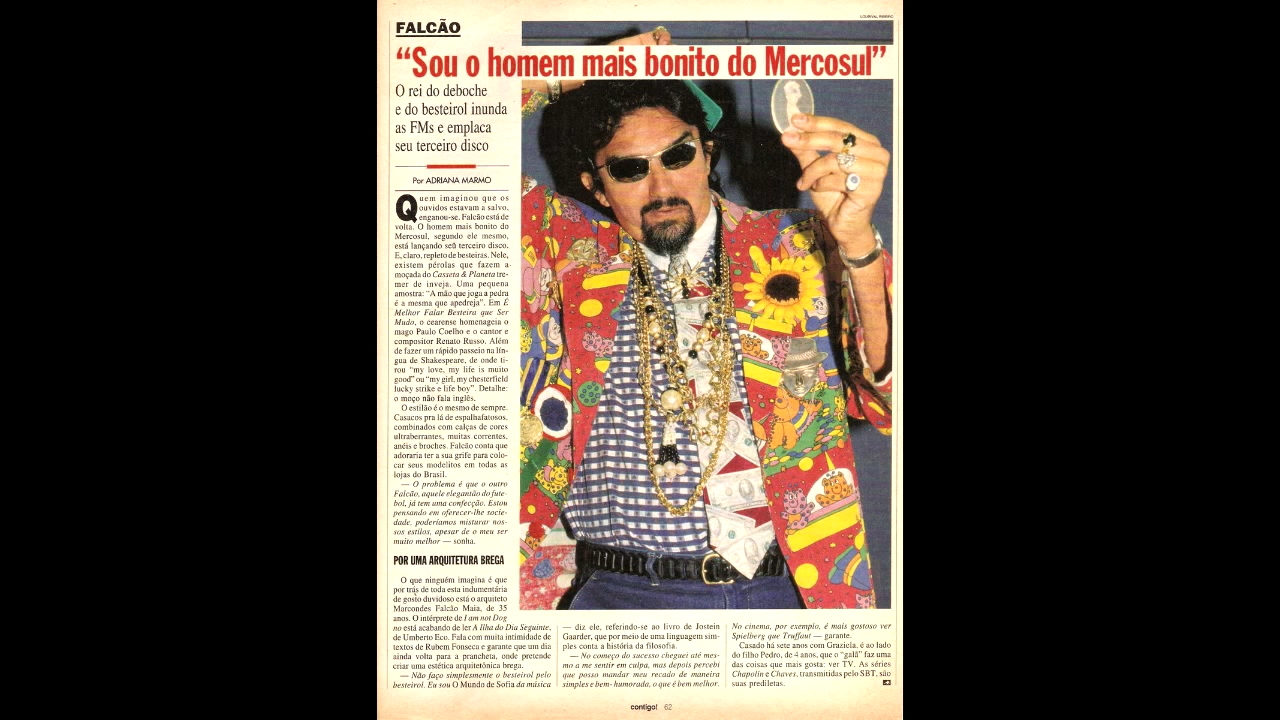 LOURIVAL RIBEIRO
FALCÃO
“Sou o homem mais bonito do Mercosul”
O rei do deboche
e do besteirol inunda
as FMs e emplaca
seu terceiro disco
Por ADRIANA MARMO
Quem imaginou que os
ouvidos estavam a salvo,
enganou-se. Falcão está de
volta. O homem mais bonito do
Mercosul, segundo ele mesmo,
está lançando seu terceiro disco.
E, claro, repleto de besteiras. Nele,
existem pérolas que fazem a
moçada do Casseta & Planeta tre-
mer de inveja. Uma pequena
amostra: “A mão que joga a pedra
é a mesma que apedreja”. Em É
Melhor Falar Besteira que Ser
Mudo, o cearense homenageia o
mago Paulo Coelho e o cantor e
compositor Renato Russo. Além
de fazer um rápido passeio na lín-
gua de Shakespeare, de onde ti-
rou “my love, my life is muito
good” ou “my girl, my chesterfield
lucky strike e life boy”. Detalhe:
o moço não fala inglês.
O estilão é o mesmo de sempre.
Casacos pra lá de espalhafatosos,
combinados com calças de cores
ultraberrantes, muitas correntes,
anéis e broches. Falcão conta que
adoraria ter a sua grife para colo-
car seus modelitos em todas as
lojas do Brasil.
— O problema é que o outro
Falcão, aquele elegantão do fute-
bol, já tem uma confecção. Estou
pensando em oferecer-lhe socie-
dade, poderíamos misturar nos-
sos estilos, apesar de o meu ser
muito melhor — sonha.
POR UMA ARQUITETURA BREGA
O que ninguém imagina é que
por trás de toda esta indumentária
de gosto duvidoso está o arquiteto
Marcondes Falcão Maia, de 35
anos. O intérprete de I am not Dog
no está acabando de ler A Ilha do Dia Seguinte,
de Umberto Eco. Fala com muita intimidade de
textos de Rubem Fonseca e garante que um dia
ainda volta para a prancheta, onde pretende
criar uma estética arquitetônica brega.
— Não faço simplesmente o besteirol pelo
besteirol. Eu sou O Mundo de Sofia da música
— diz ele, referindo-se ao livro de Jostein
Gaarder, que por meio de uma linguagem sim-
ples conta a história da filosofia.
— No começo do sucesso cheguei até mes-
mo a me sentir em culpa, mas depois percebi
que posso mandar meu recado de maneira
simples e bem-humorada, o que é bem melhor.
No cinema, por exemplo, é mais gostoso ver
Spielberg que Truffaut — garante.
Casado há sete anos com Graziela, é ao lado
do filho Pedro, de 4 anos, que o “galã” faz uma
das coisas que mais gosta: ver TV. As séries
Chapolin e Chaves, transmitidas pelo SBT, são
suas prediletas.
contigo! 62